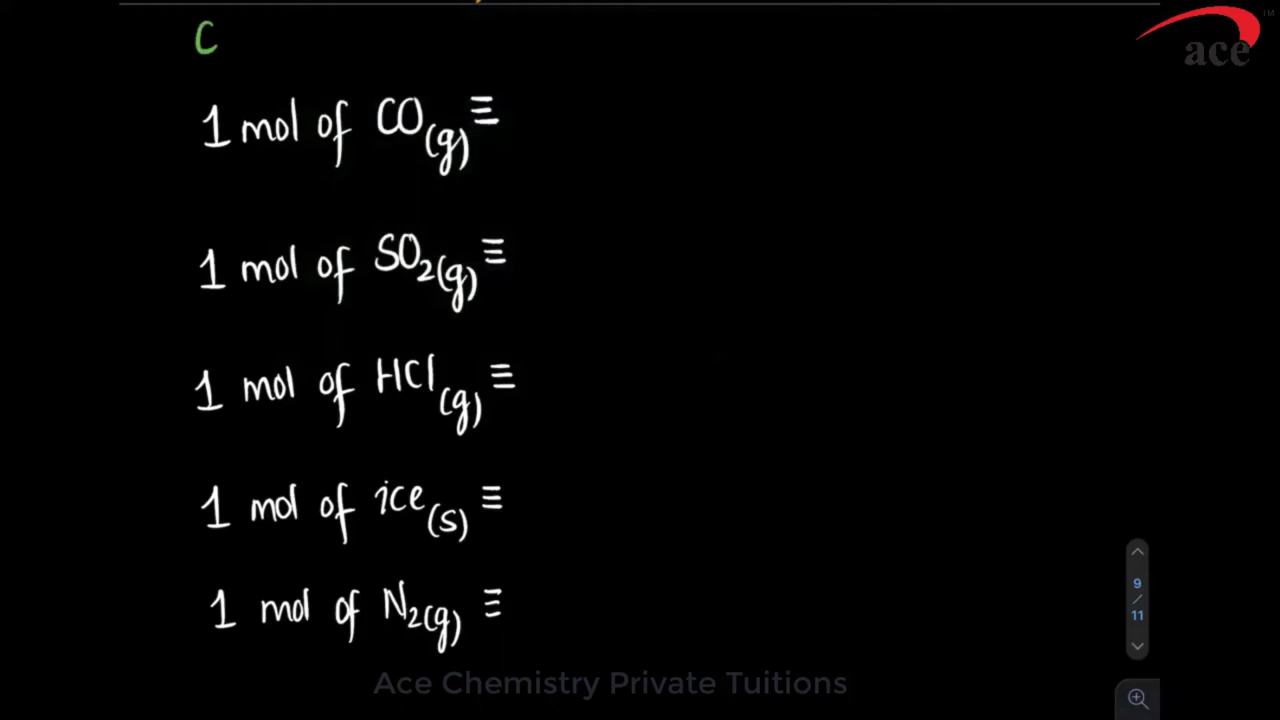 ace TM
C
1 mol of CO(g) ≡
1 mol of SO₂(g) ≡
1 mol of HCl(g) ≡
1 mol of ice(s) ≡
1 mol of N₂(g) ≡
9
/
11
Ace Chemistry Private Tuitions